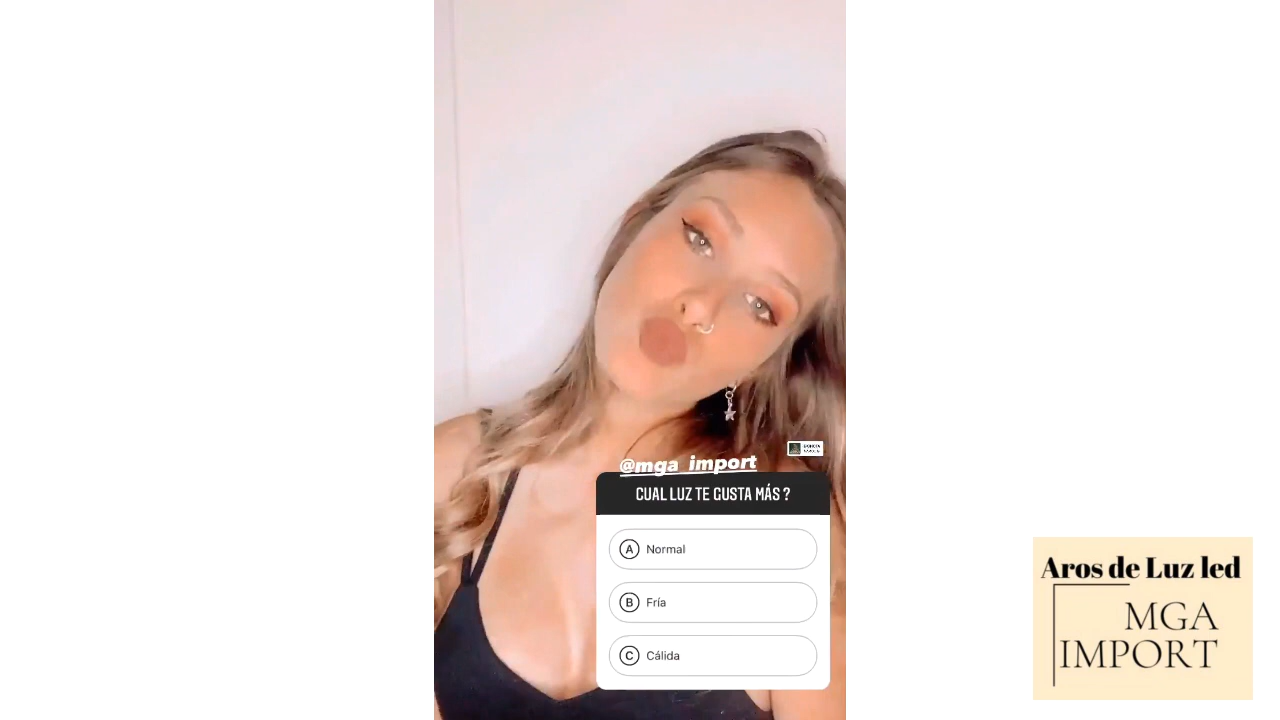 @mga_import
CUAL LUZ TE GUSTA MÁS ?
A Normal
B Fría
C Cálida
Aros de Luz led
MGA
IMPORT